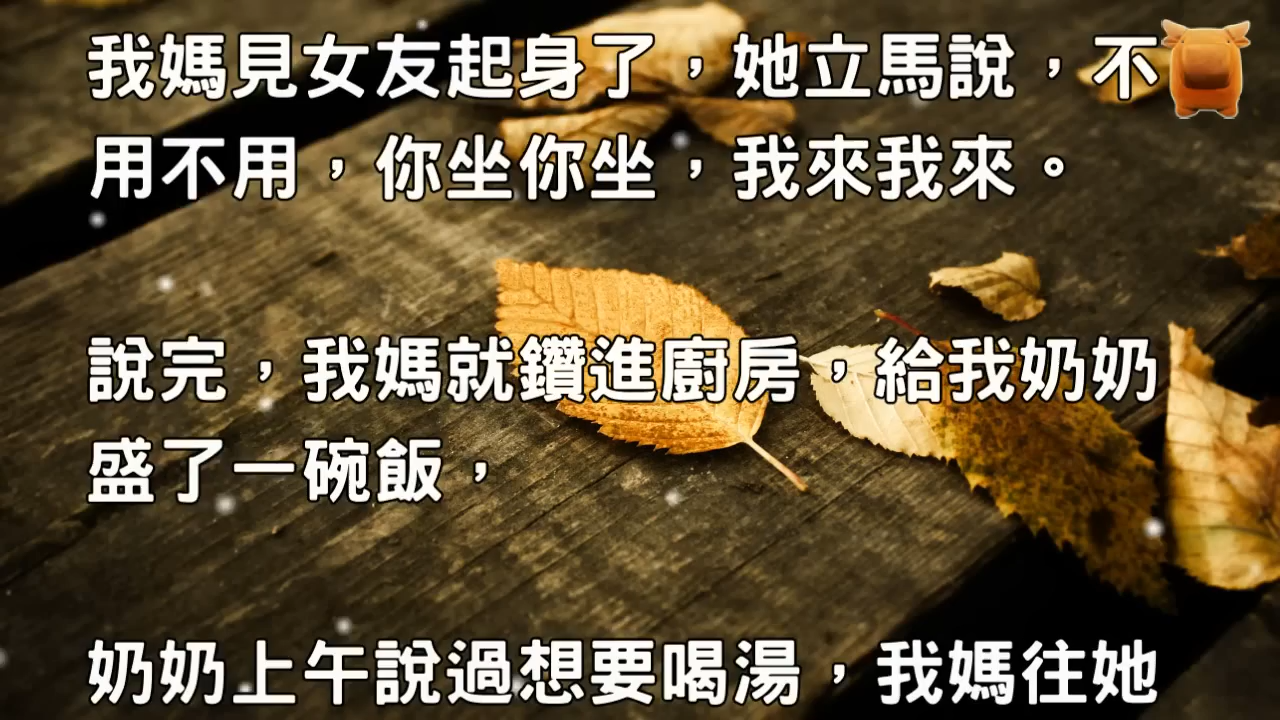 我媽見女友起身了，她立馬說，不
用不用，你坐你坐，我來我來。
說完，我媽就鑽進廚房，給我奶奶
盛了一碗飯，
奶奶上午說過想要喝湯，我媽往她